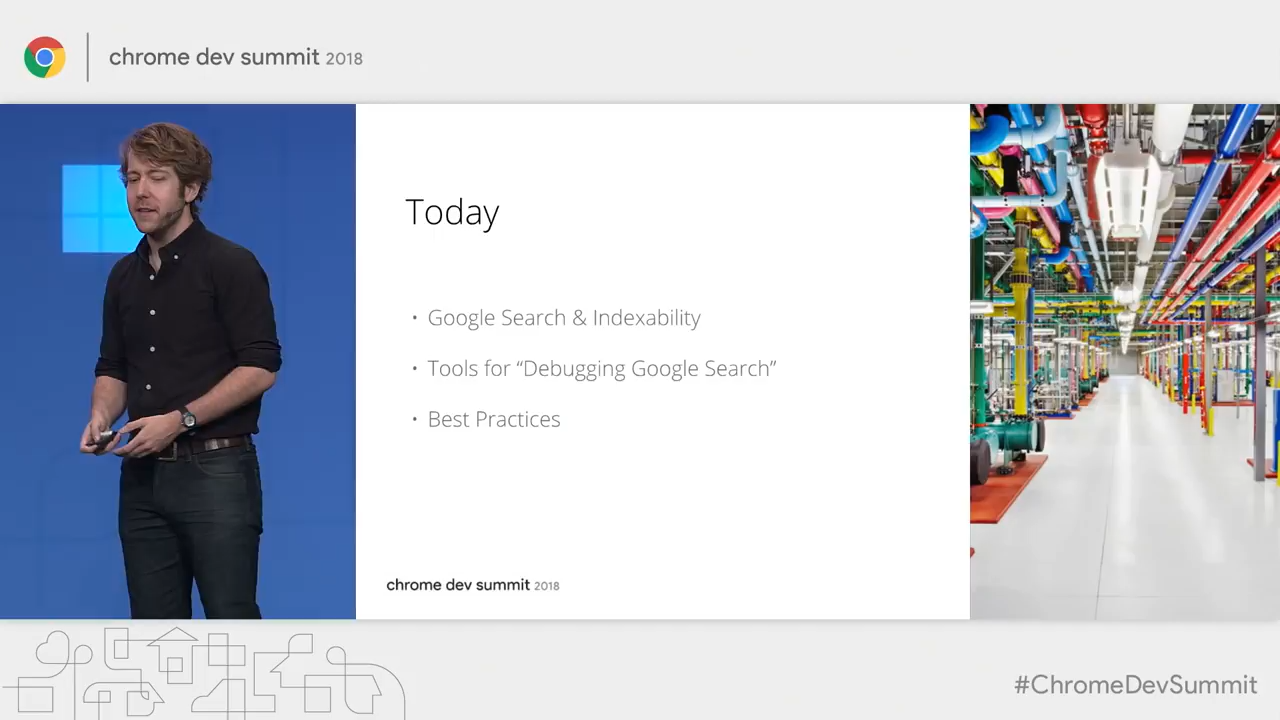 chrome dev summit 2018
Today
• Google Search & Indexability
• Tools for “Debugging Google Search”
• Best Practices
chrome dev summit 2018
#ChromeDevSummit